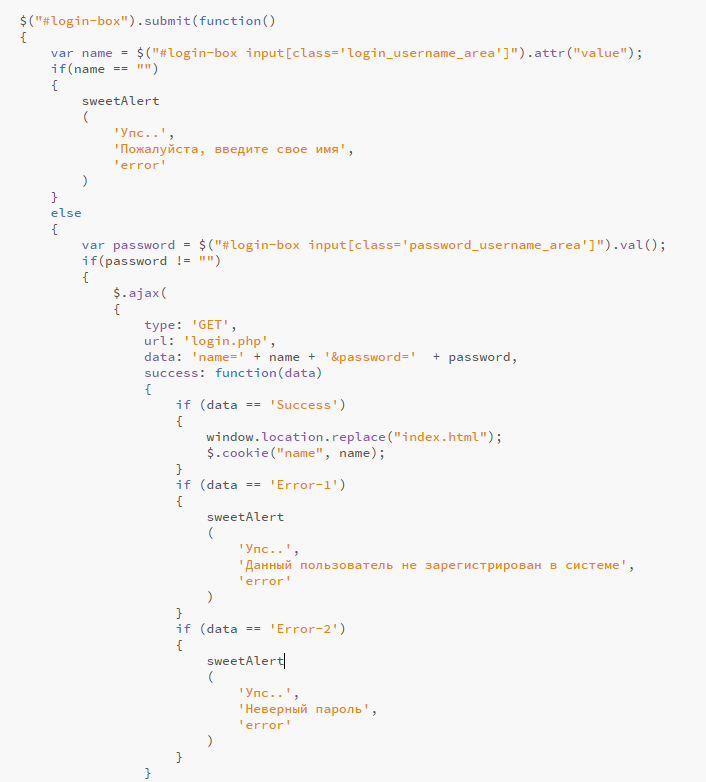 $("#login-box").submit(function()
{
    var name = $("#login-box input[class='login_username_area']").attr("value");
    if(name == "")
    {
        sweetAlert
        (
            'Упс..',
            'Пожалуйста, введите свое имя',
            'error'
        )
    }
    else
    {
        var password = $("#login-box input[class='password_username_area']").val();
        if(password != "")
        {
            $.ajax(
            {
                type: 'GET',
                url: 'login.php',
                data: 'name=' + name + '&password='  + password,
                success: function(data)
                {
                    if (data == 'Success')
                    {
                        window.location.replace("index.html");
                        $.cookie("name", name);
                    }
                    if (data == 'Error-1')
                    {
                        sweetAlert
                        (
                            'Упс..',
                            'Данный пользователь не зарегистрирован в системе',
                            'error'
                        )
                    }
                    if (data == 'Error-2')
                    {
                        sweetAlert
                        (
                            'Упс..',
                            'Неверный пароль',
                            'error'
                        )
                    }
                }